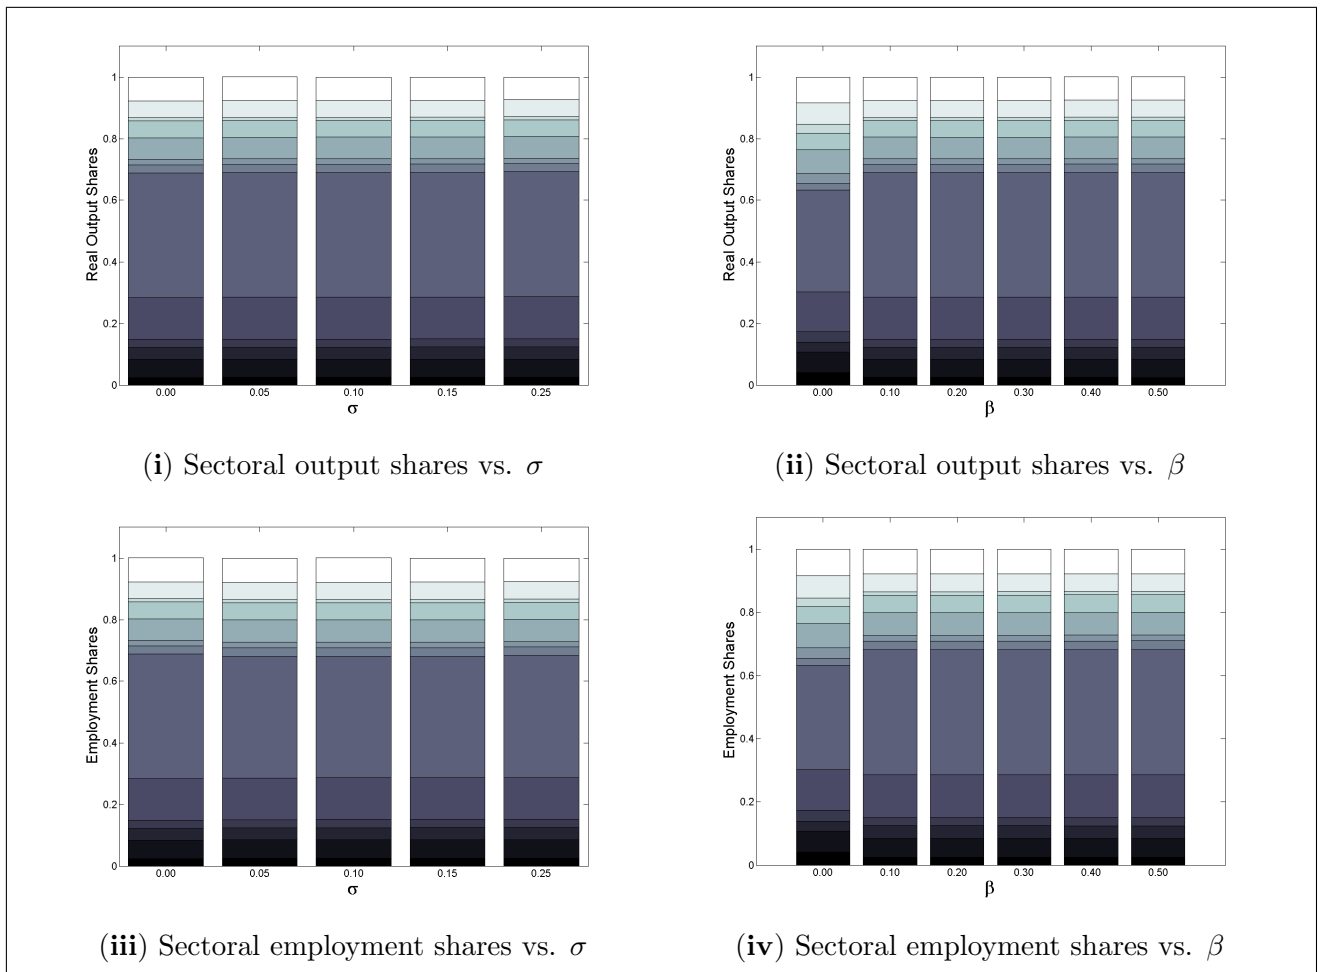 1
0.8
0.6
0.4
0.2
0
Real Output Shares
0.00 0.05 0.10 0.15 0.25
σ
(i) Sectoral output shares vs. σ
1
0.8
0.6
0.4
0.2
0
Real Output Shares
0.00 0.10 0.20 0.30 0.40 0.50
β
(ii) Sectoral output shares vs. β
1
0.8
0.6
0.4
0.2
0
Employment Shares
0.00 0.05 0.10 0.15 0.25
σ
(iii) Sectoral employment shares vs. σ
1
0.8
0.6
0.4
0.2
0
Employment Shares
0.00 0.10 0.20 0.30 0.40 0.50
β
(iv) Sectoral employment shares vs. β